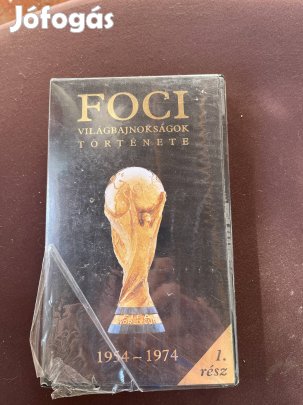 Jófogás
FOCI
VILÁGBAJNOKSÁGOK
TÖRTÉNETE
1954 – 1974
1.
rész